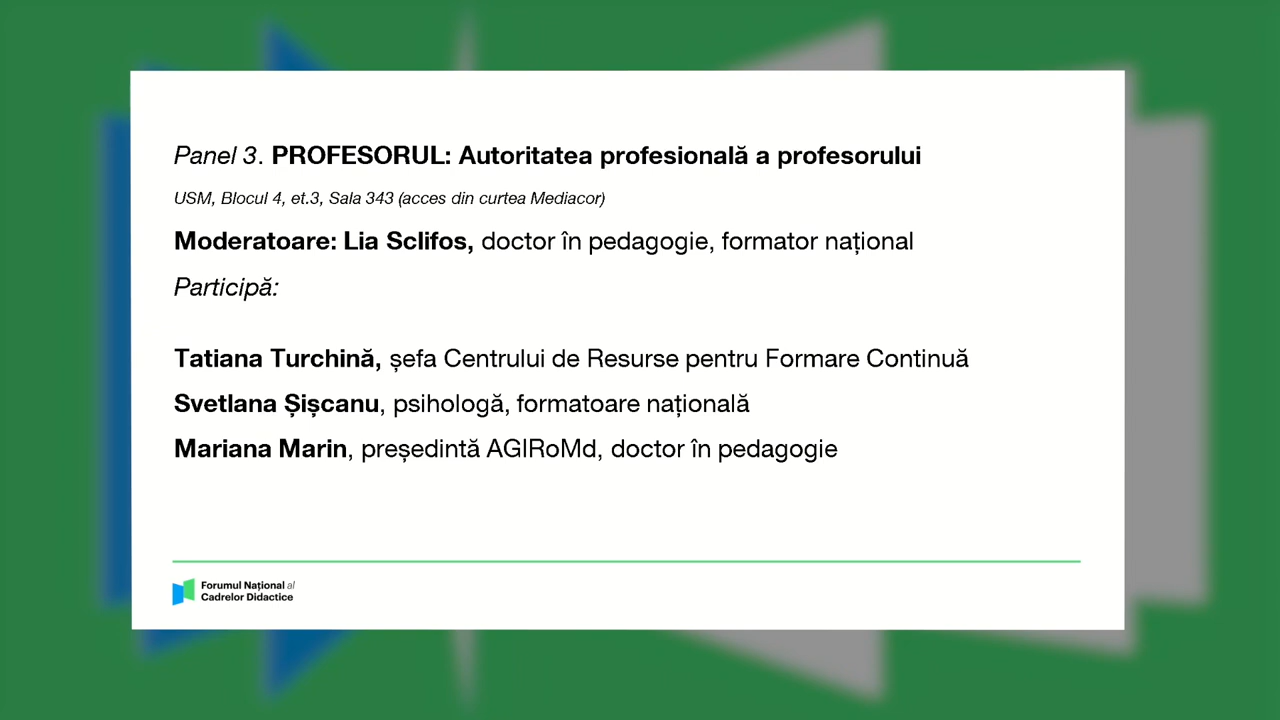 Panel 3. PROFESORUL: Autoritatea profesională a profesorului
USM, Blocul 4, et.3, Sala 343 (acces din curtea Mediacor)
Moderatoare: Lia Sclifos, doctor în pedagogie, formator național
Participă:
Tatiana Turchină, șefa Centrului de Resurse pentru Formare Continuă
Svetlana Șișcanu, psihologă, formatoare națională
Mariana Marin, președintă AGIRoMd, doctor în pedagogie
Forumul Național al
Cadrelor Didactice